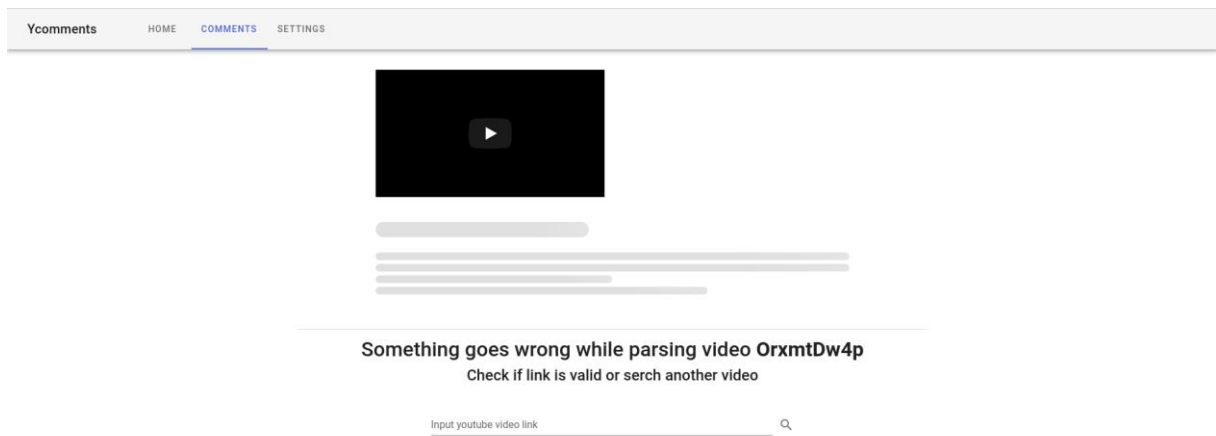 Ycomments HOME COMMENTS SETTINGS
Something goes wrong while parsing video OrxmtDw4p
Check if link is valid or serch another video
Input youtube video link